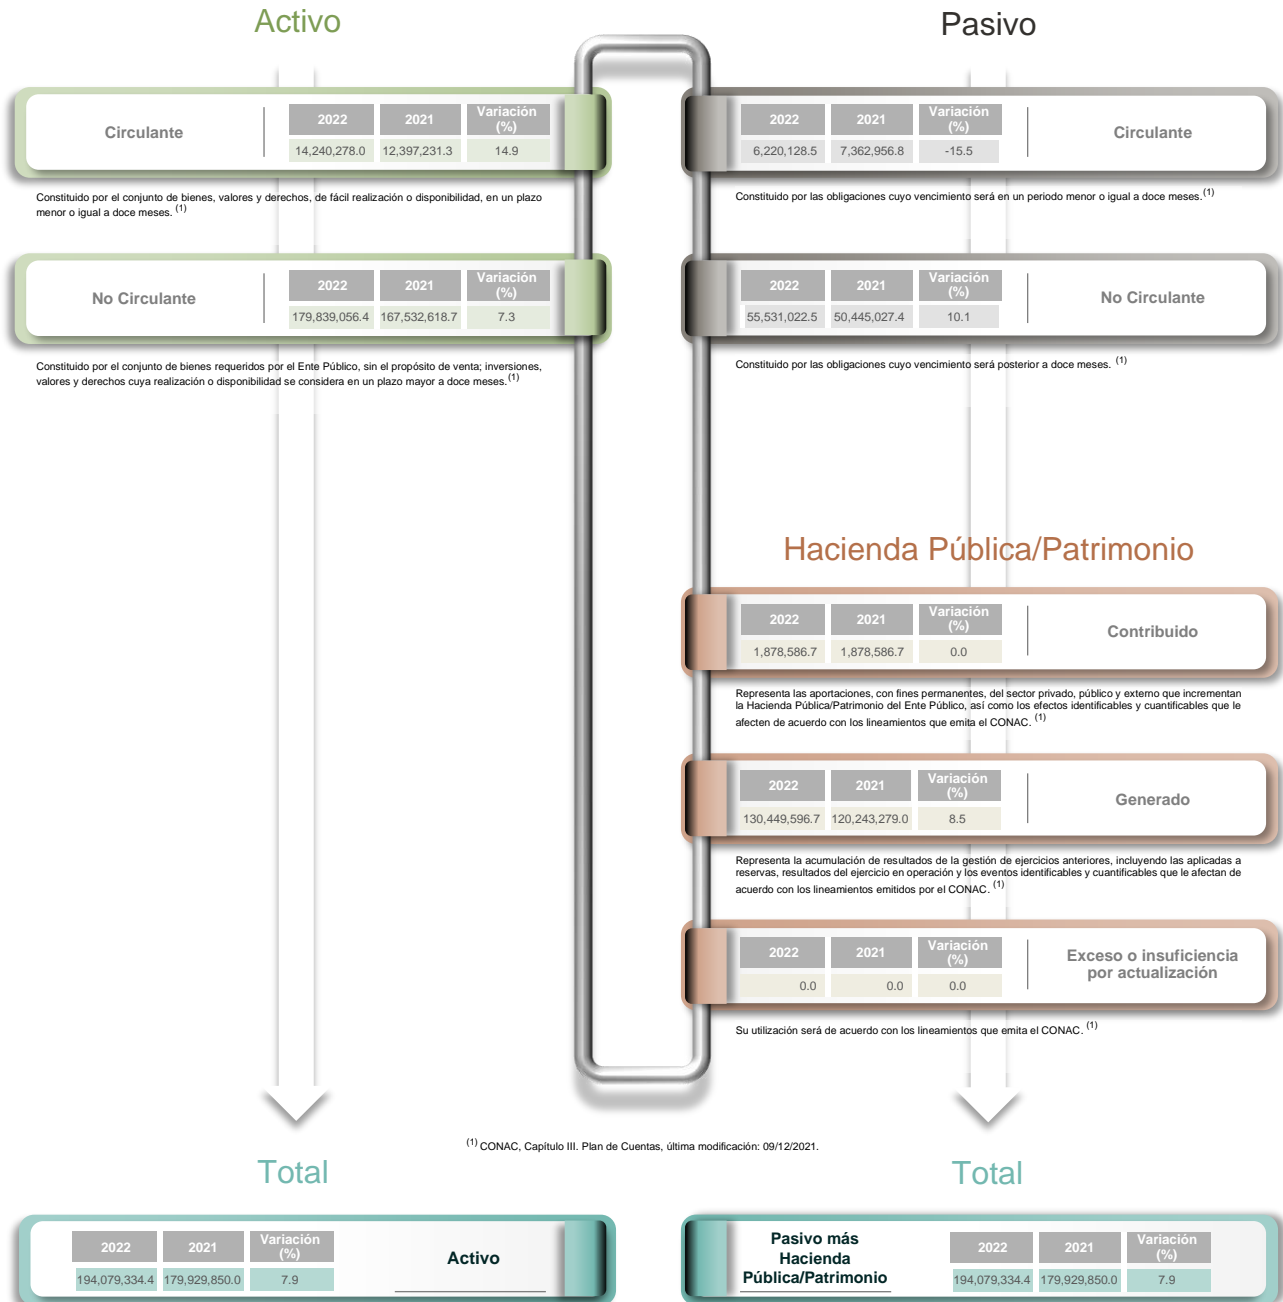 Activo
Circulante
2022 2021 Variación (%)
14,240,278.0 12,397,231.3 14.9
Constituido por el conjunto de bienes, valores y derechos, de fácil realización o disponibilidad, en un plazo
menor o igual a doce meses. (1)
No Circulante
2022 2021 Variación (%)
179,839,056.4 167,532,618.7 7.3
Constituido por el conjunto de bienes requeridos por el Ente Público, sin el propósito de venta; inversiones,
valores y derechos cuya realización o disponibilidad se considera en un plazo mayor a doce meses. (1)
Pasivo
2022 2021 Variación (%)
6,220,128.5 7,362,956.8 -15.5
Circulante
Constituido por las obligaciones cuyo vencimiento será en un periodo menor o igual a doce meses. (1)
2022 2021 Variación (%)
55,531,022.5 50,445,027.4 10.1
No Circulante
Constituido por las obligaciones cuyo vencimiento será posterior a doce meses. (1)
Hacienda Pública/Patrimonio
2022 2021 Variación (%)
1,878,586.7 1,878,586.7 0.0
Contribuido
Representa las aportaciones, con fines permanentes, del sector privado, público y externo que incrementan
la Hacienda Pública/Patrimonio del Ente Público, así como los efectos identificables y cuantificables que le
afecten de acuerdo con los lineamientos que emita el CONAC. (1)
2022 2021 Variación (%)
130,449,596.7 120,243,279.0 8.5
Generado
Representa la acumulación de resultados de la gestión de ejercicios anteriores, incluyendo las aplicadas a
reservas, resultados del ejercicio en operación y los eventos identificables y cuantificables que le afectan de
acuerdo con los lineamientos emitidos por el CONAC. (1)
2022 2021 Variación (%)
0.0 0.0 0.0
Exceso o insuficiencia
por actualización
Su utilización será de acuerdo con los lineamientos que emita el CONAC. (1)
(1) CONAC, Capítulo III. Plan de Cuentas, última modificación: 09/12/2021.
Total
2022 2021 Variación (%)
194,079,334.4 179,929,850.0 7.9
Activo
Total
Pasivo más
Hacienda
Pública/Patrimonio
2022 2021 Variación (%)
194,079,334.4 179,929,850.0 7.9